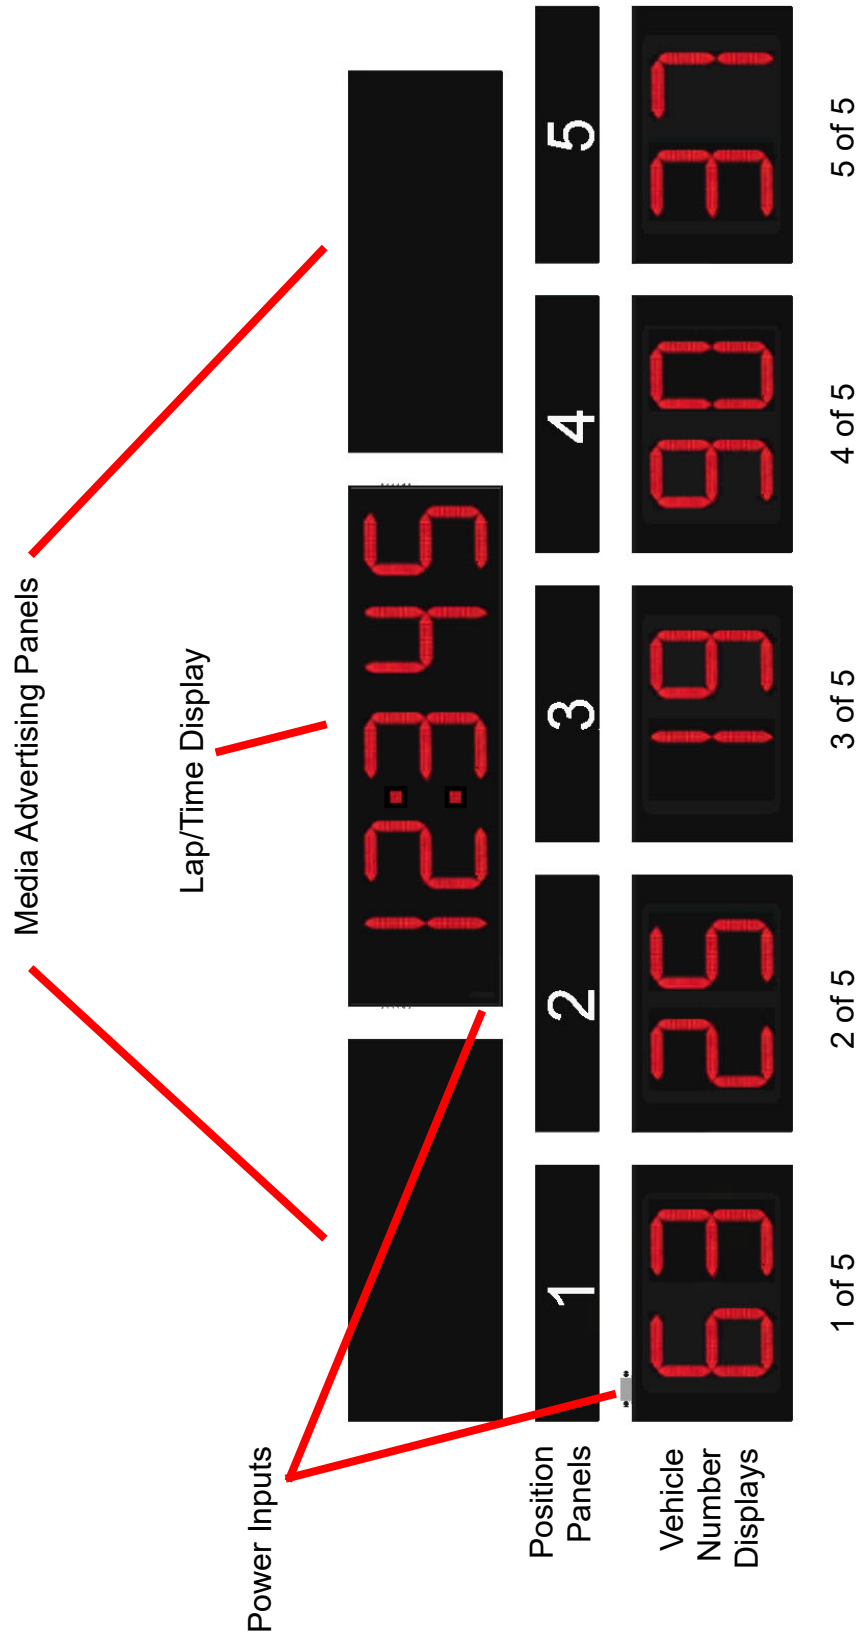 Media Advertising Panels
Lap/Time Display
Power Inputs
12:345
Position
Panels
1 2 3 4 5
Vehicle
Number
Displays
63 25 19 90 37
1 of 5 2 of 5 3 of 5 4 of 5 5 of 5